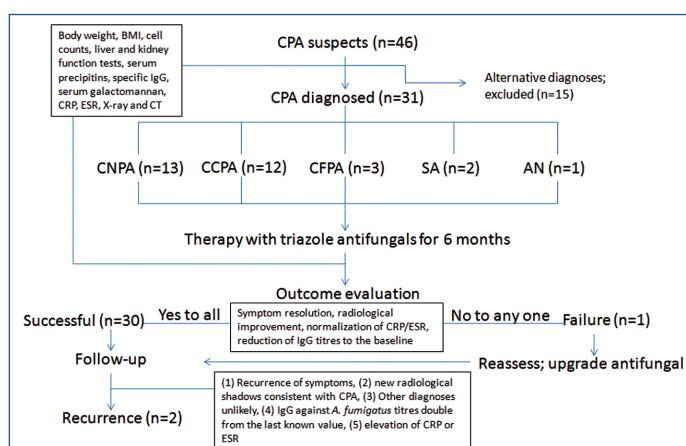 Body weight, BMI, cell
counts, liver and kidney
function tests, serum
precipitins, specific IgG,
serum galactomannan,
CRP, ESR, X-ray and CT
CPA suspects (n=46)
Alternative diagnoses;
excluded (n=15)
CPA diagnosed (n=31)
CNPA (n=13) CCPA (n=12) CFPA (n=3) SA (n=2) AN (n=1)
Therapy with triazole antifungals for 6 months
Outcome evaluation
Successful (n=30) Yes to all
Symptom resolution, radiological
improvement, normalization of CRP/ESR,
reduction of IgG titres to the baseline
No to any one Failure (n=1)
Follow-up
Reassess; upgrade antifungal
(1) Recurrence of symptoms, (2) new radiological
shadows consistent with CPA, (3) Other diagnoses
unlikely, (4) IgG against A. fumigatus titres double
from the last known value, (5) elevation of CRP or
ESR
Recurrence (n=2)